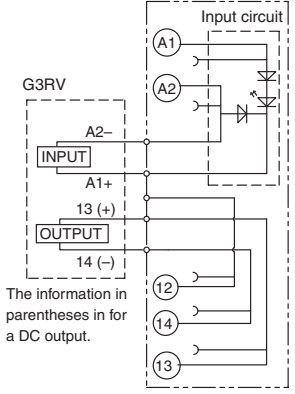 Input circuit
A1
A2
G3RV
A2–
INPUT
A1+
13 (+)
OUTPUT
14 (–)
12
14
13
The information in
parentheses in for
a DC output.